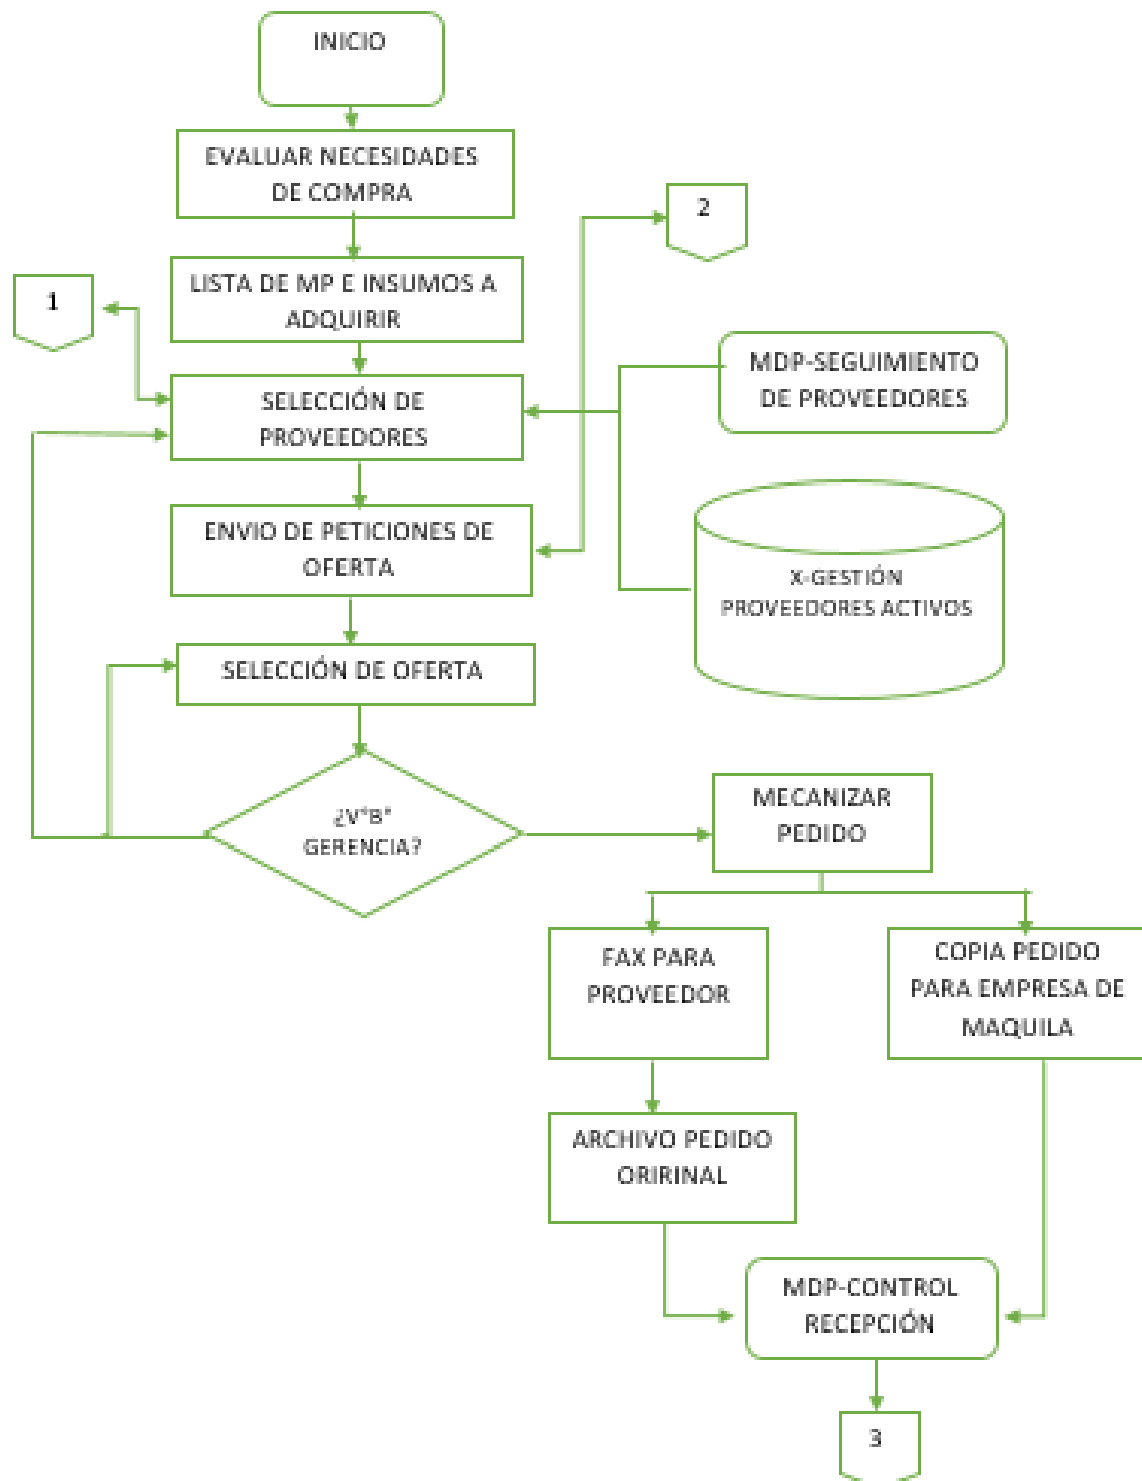 INICIO
EVALUAR NECESIDADES
DE COMPRA
2
LISTA DE MP E INSUMOS A
ADQUIRIR
1
MDP-SEGUIMIENTO
DE PROVEEDORES
SELECCIÓN DE
PROVEEDORES
ENVIO DE PETICIONES DE
OFERTA
X-GESTIÓN
PROVEEDORES ACTIVOS
SELECCIÓN DE OFERTA
¿V°B°
GERENCIA?
MECANIZAR
PEDIDO
FAX PARA
PROVEEDOR
COPIA PEDIDO
PARA EMPRESA DE
MAQUILA
ARCHIVO PEDIDO
ORIRINAL
MDP-CONTROL
RECEPCIÓN
3